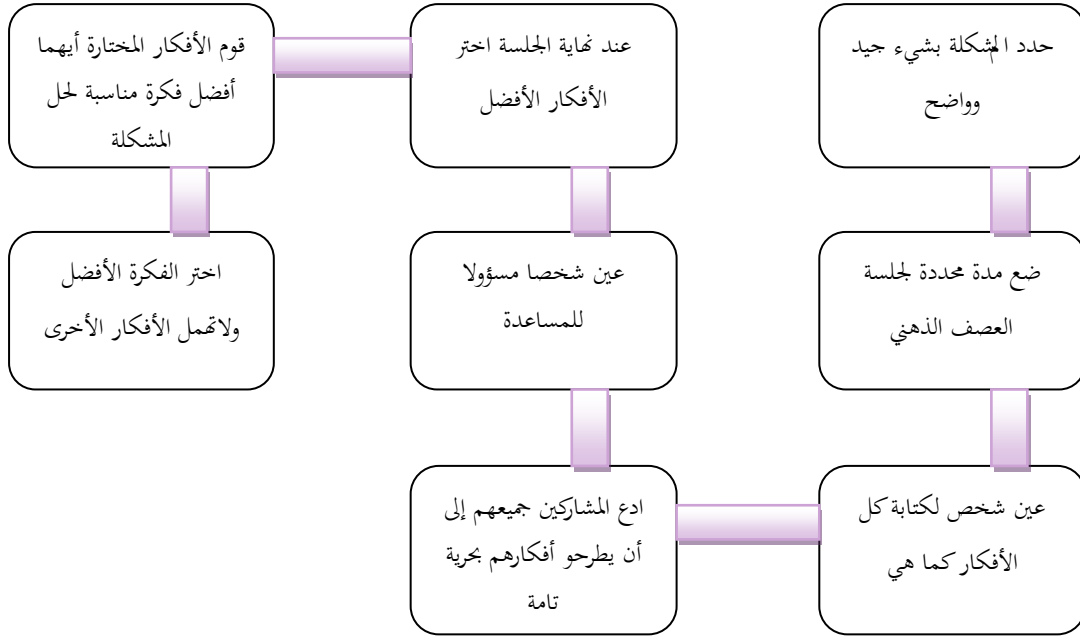 حدد المشكلة بشيء جيد
وواضح
ضع مدة محددة لجلسة
العصف الذهني
عين شخص لكتابة كل
الأفكار كما هي
ادع المشاركين جميعهم إلى
أن يطرحو أفكارهم بحرية
تامة
عين شخصا مسؤولا
للمساعدة
عند نهاية الجلسة اختر
الأفكار الأفضل
قوم الأفكار المختارة أيهما
أفضل فكرة مناسبة لحل
المشكلة
اختر الفكرة الأفضل
ولاتهمل الأفكار الأخرى